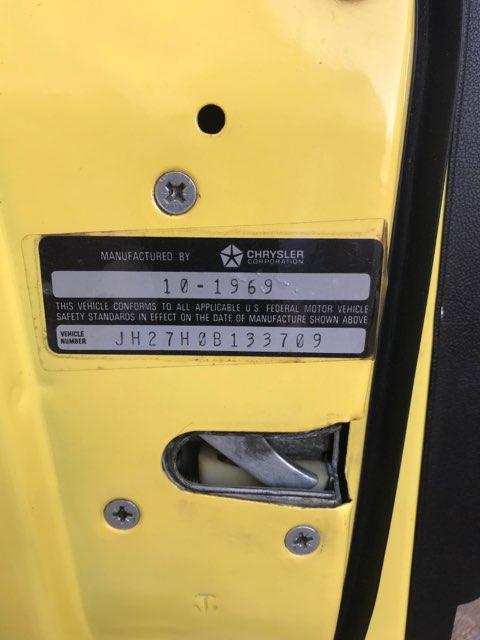 MANUFACTURED BY CHRYSLER CORPORATION
10-1969
THIS VEHICLE CONFORMS TO ALL APPLICABLE U.S. FEDERAL MOTOR VEHICLE
SAFETY STANDARDS IN EFFECT ON THE DATE OF MANUFACTURE SHOWN ABOVE
VEHICLE NUMBER JH27H0B133709